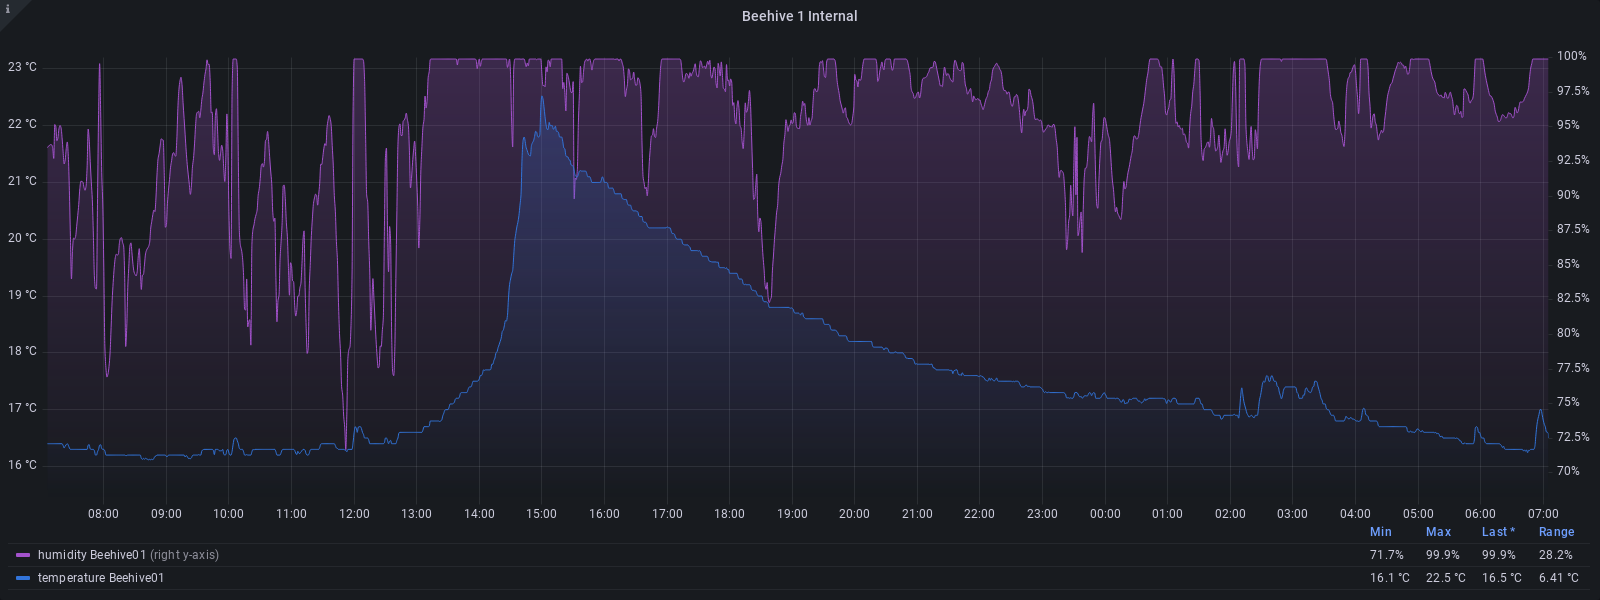 i
Beehive 1 Internal
23 °C
22 °C
21 °C
20 °C
19 °C
18 °C
17 °C
16 °C
100%
97.5%
95%
92.5%
90%
87.5%
85%
82.5%
80%
77.5%
75%
72.5%
70%
08:00 09:00 10:00 11:00 12:00 13:00 14:00 15:00 16:00 17:00 18:00 19:00 20:00 21:00 22:00 23:00 00:00 01:00 02:00 03:00 04:00 05:00 06:00 07:00
Min Max Last * Range
humidity Beehive01 (right y-axis) 71.7% 99.9% 99.9% 28.2%
temperature Beehive01 16.1 °C 22.5 °C 16.5 °C 6.41 °C